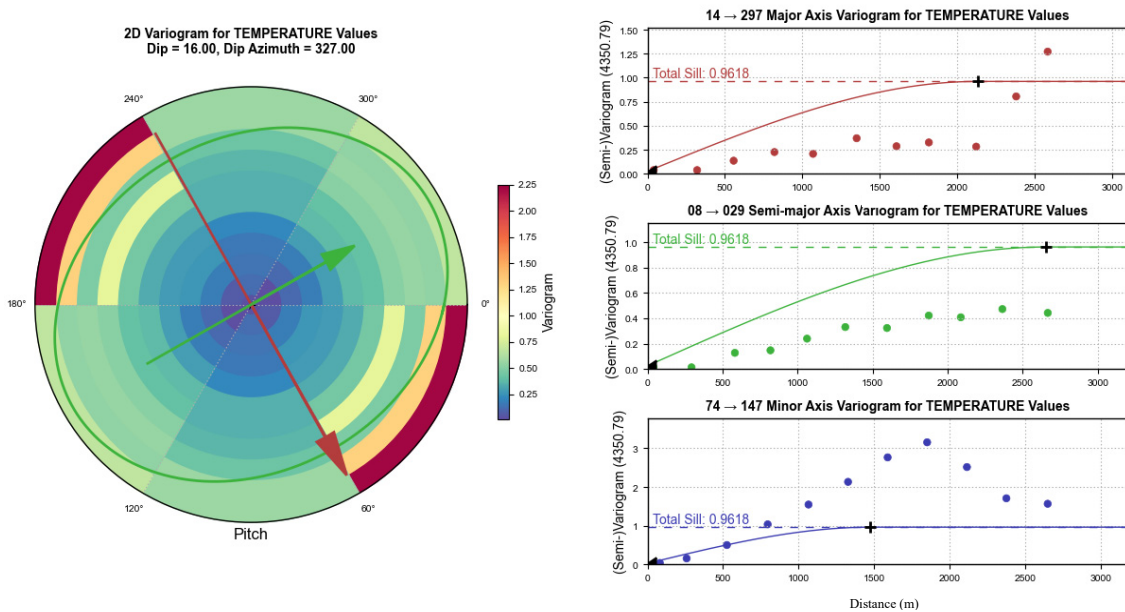 2D Variogram for TEMPERATURE Values
Dip = 16.00, Dip Azimuth = 327.00
240°
300°
180°
0°
120°
60°
Pitch
2.25
2.00
1.75
1.50
1.25
1.00
0.75
0.50
0.25
Variogram
14 → 297 Major Axis Variogram for TEMPERATURE Values
(Semi-)Variogram (4350.79)
1.50
1.25
1.00
0.75
0.50
0.25
0.00
Total Sill: 0.9618
0 500 1000 1500 2000 2500 3000
08 → 029 Semi-major Axis Variogram for TEMPERATURE Values
(Semi-)Variogram (4350.79)
1.0
0.8
0.6
0.4
0.2
0.0
Total Sill: 0.9618
0 500 1000 1500 2000 2500 3000
74 → 147 Minor Axis Variogram for TEMPERATURE Values
(Semi-)Variogram (4350.79)
3
2
1
0
Total Sill: 0.9618
0 500 1000 1500 2000 2500 3000
Distance (m)